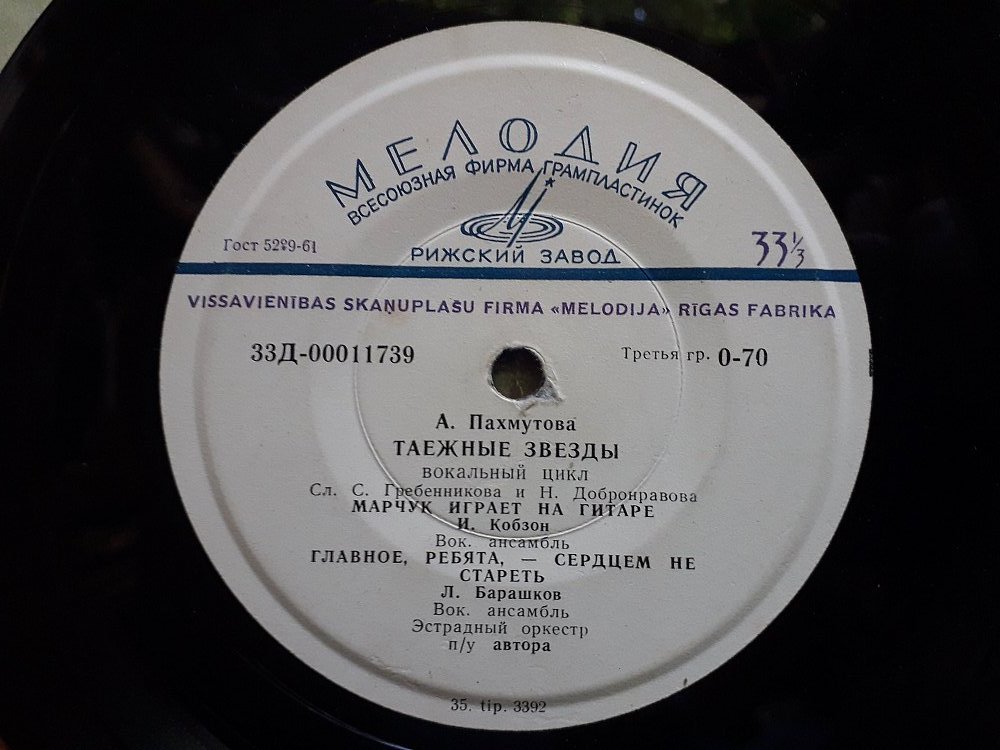 МЕЛОДИЯ
ВСЕСОЮЗНАЯ ФИРМА ГРАМПЛАСТИНОК
РИЖСКИЙ ЗАВОД
Гост 5289-61
33⅓
VISSAVIENĪBAS SKAŅUPLAŠU FIRMA «MELODIJA» RĪGAS FABRIKA
33Д-00011739
Третья гр. 0-70
А. Пахмутова
ТАЕЖНЫЕ ЗВЕЗДЫ
вокальный цикл
Сл. С. Гребенникова и Н. Добронравова
МАРЧУК ИГРАЕТ НА ГИТАРЕ
И. Кобзон
Вок. ансамбль
ГЛАВНОЕ, РЕБЯТА, — СЕРДЦЕМ НЕ
СТАРЕТЬ
Л. Барашков
Вок. ансамбль
Эстрадный оркестр
п/у автора
35. tip. 3392